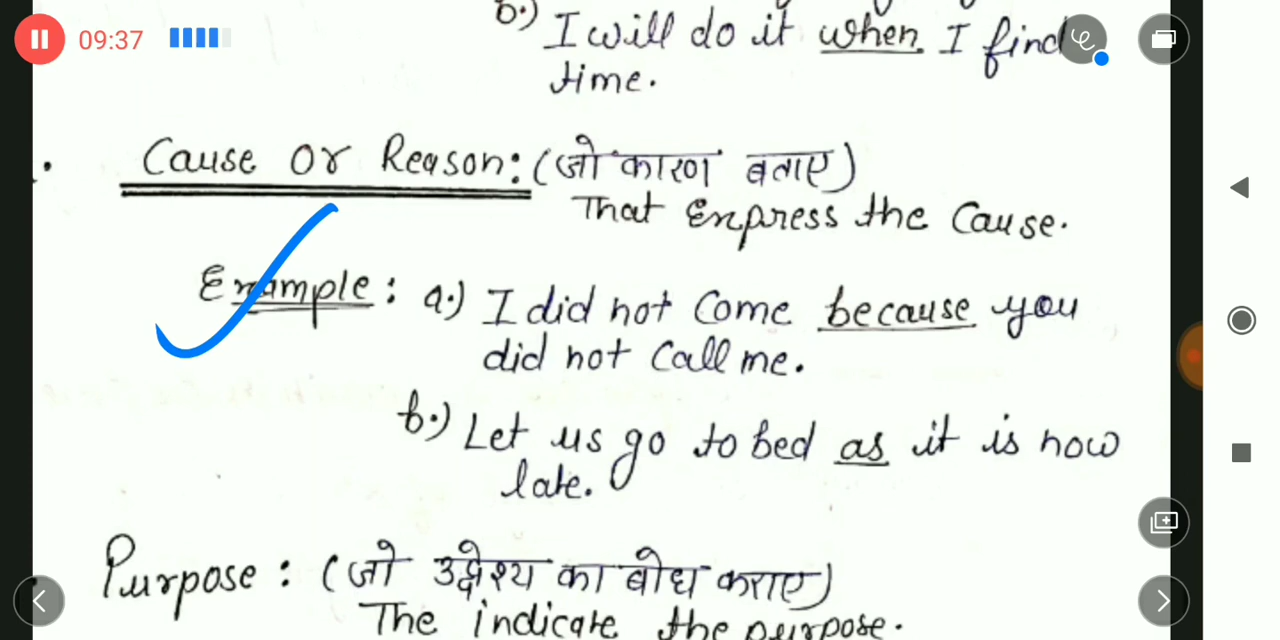 09:37
b.) I will do it when I find
time.
Cause or Reason: (जो कारण बताए)
That Express the Cause.
Example: a.) I did not Come because you
did not Call me.
b.) Let us go to bed as it is now
late.
Purpose: (जो उद्देश्य का बोध कराए)
The indicate the purpose.